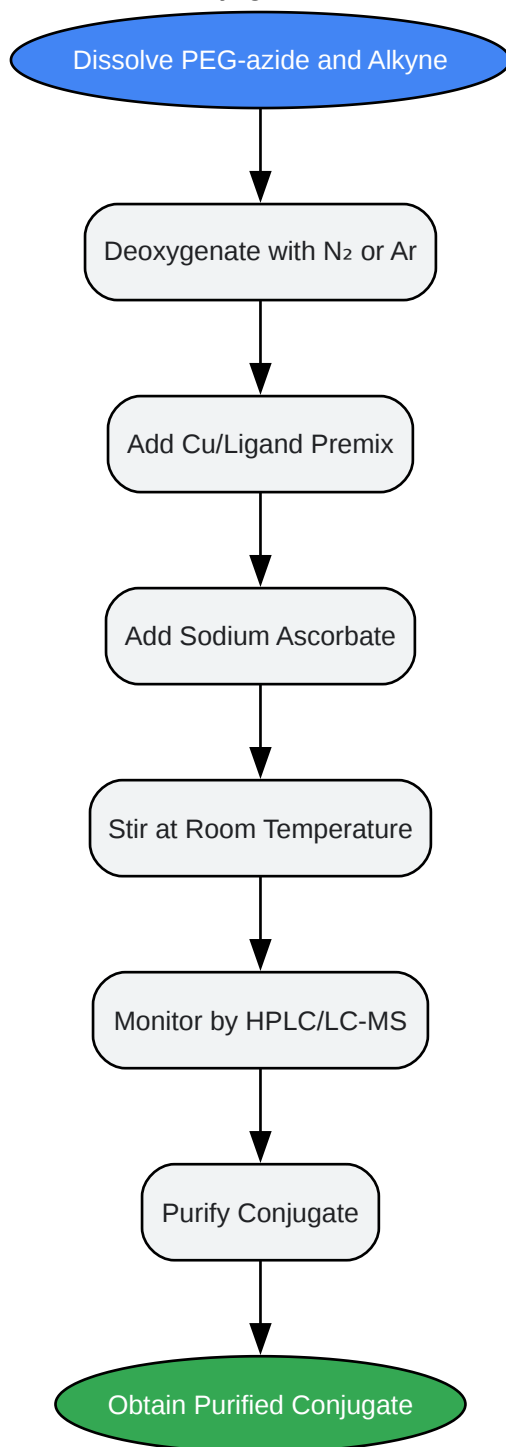 Dissolve PEG-azide and Alkyne
Deoxygenate with N₂ or Ar
Add Cu/Ligand Premix
Add Sodium Ascorbate
Stir at Room Temperature
Monitor by HPLC/LC-MS
Purify Conjugate
Obtain Purified Conjugate